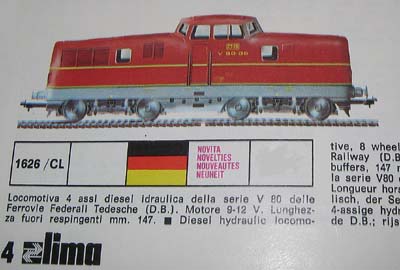 V 80 06
1626 /CL
NOVITA
NOVELTIES
NOUVEAUTES
NEUHEIT
Locomotiva 4 assi diesel Idraulica della serie V 80 delle
Ferrovie Federali Tedesche (D.B.). Motore 9-12 V. Lunghez-
za fuori respingenti mm. 147. ■ Diesel hydraulic locomo-
tive, 8 wheel
Railway (D.B
buffers, 147 m
la serie V80 d
Longueur hors
lisch, der Se
4-assige hydr
de D.B.; rijs
4 lima